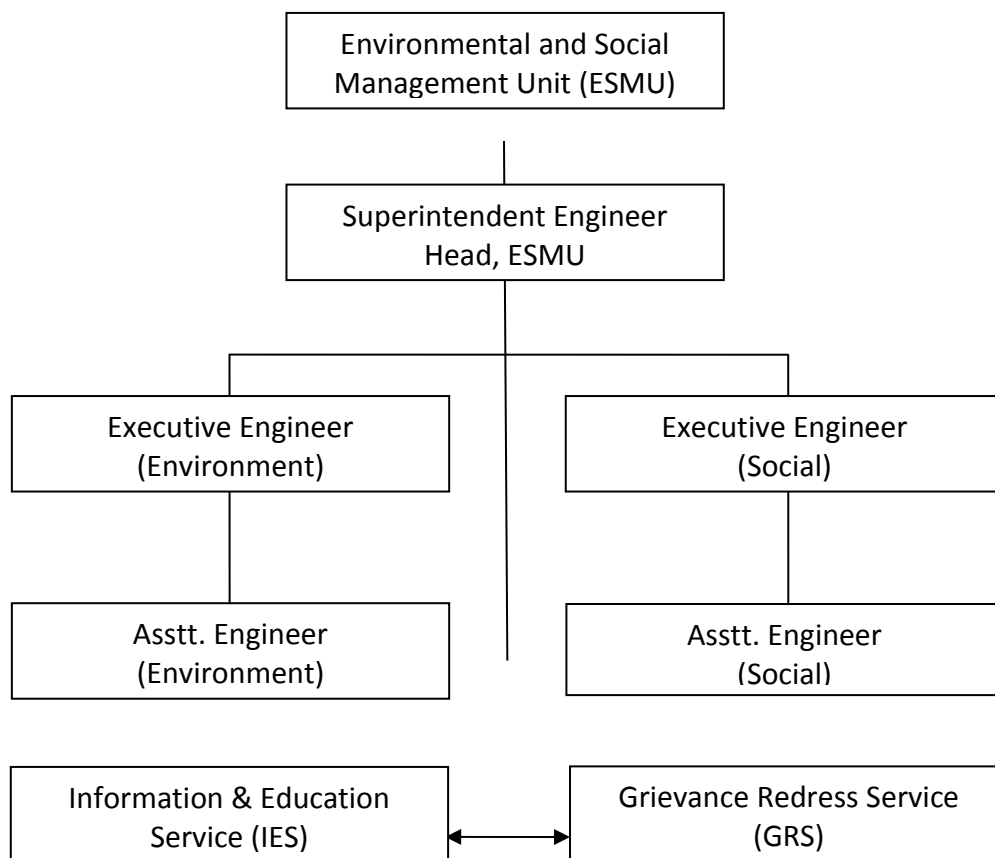 Environmental and Social
Management Unit (ESMU)
Superintendent Engineer
Head, ESMU
Executive Engineer
(Environment)
Executive Engineer
(Social)
Asstt. Engineer
(Environment)
Asstt. Engineer
(Social)
Information & Education
Service (IES)
Grievance Redress Service
(GRS)